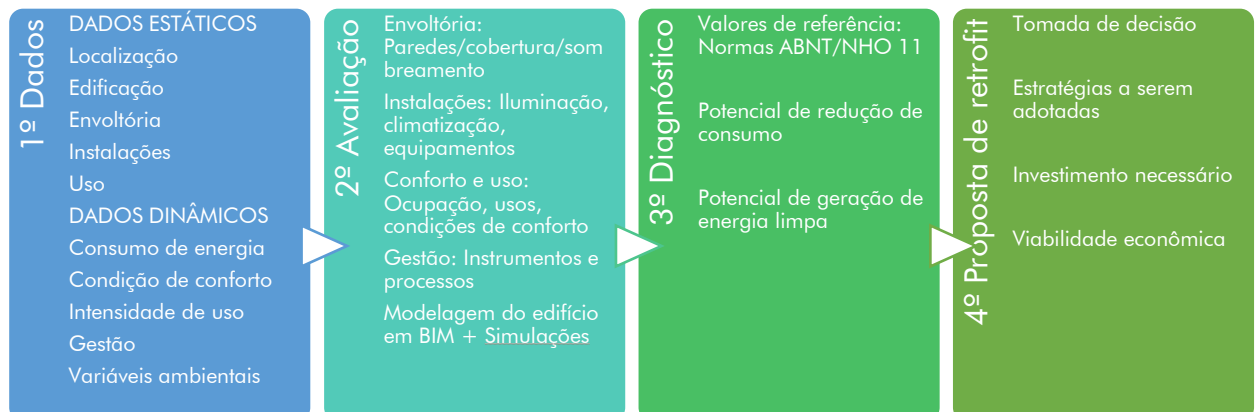 1º Dados
DADOS ESTÁTICOS
Localização
Edificação
Envoltória
Instalações
Uso
DADOS DINÂMICOS
Consumo de energia
Condição de conforto
Intensidade de uso
Gestão
Variáveis ambientais
2º Avaliação
Envoltória:
Paredes/cobertura/som
breamento
Instalações: Iluminação,
climatização,
equipamentos
Conforto e uso:
Ocupação, usos,
condições de conforto
Gestão: Instrumentos e
processos
Modelagem do edifício
em BIM + Simulações
3º Diagnóstico
Valores de referência:
Normas ABNT/NHO 11
Potencial de redução de
consumo
Potencial de geração de
energia limpa
4º Proposta de retrofit
Tomada de decisão
Estratégias a serem
adotadas
Investimento necessário
Viabilidade econômica